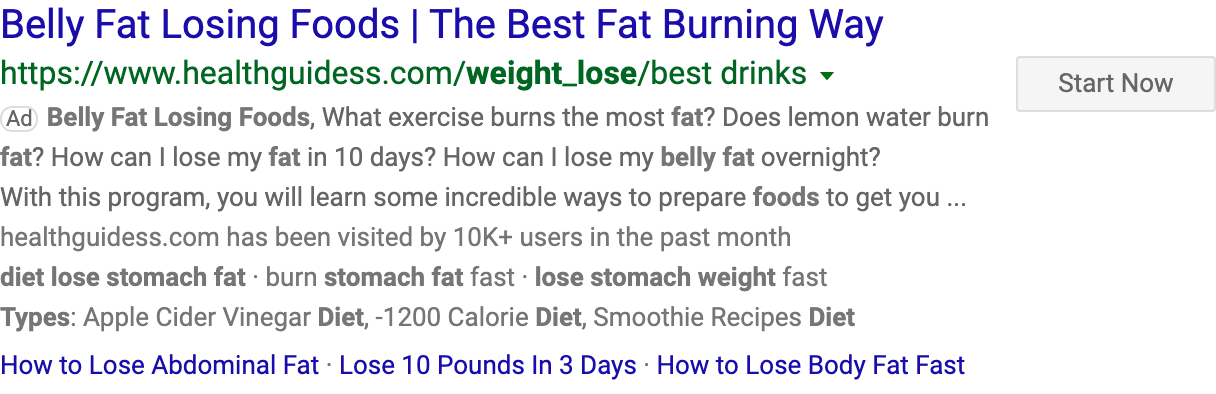 Belly Fat Losing Foods | The Best Fat Burning Way
https://www.healthguidess.com/weight_lose/best drinks
Start Now
Ad Belly Fat Losing Foods, What exercise burns the most fat? Does lemon water burn
fat? How can I lose my fat in 10 days? How can I lose my belly fat overnight?
With this program, you will learn some incredible ways to prepare foods to get you ...
healthguidess.com has been visited by 10K+ users in the past month
diet lose stomach fat · burn stomach fat fast · lose stomach weight fast
Types: Apple Cider Vinegar Diet, -1200 Calorie Diet, Smoothie Recipes Diet
How to Lose Abdominal Fat · Lose 10 Pounds In 3 Days · How to Lose Body Fat Fast